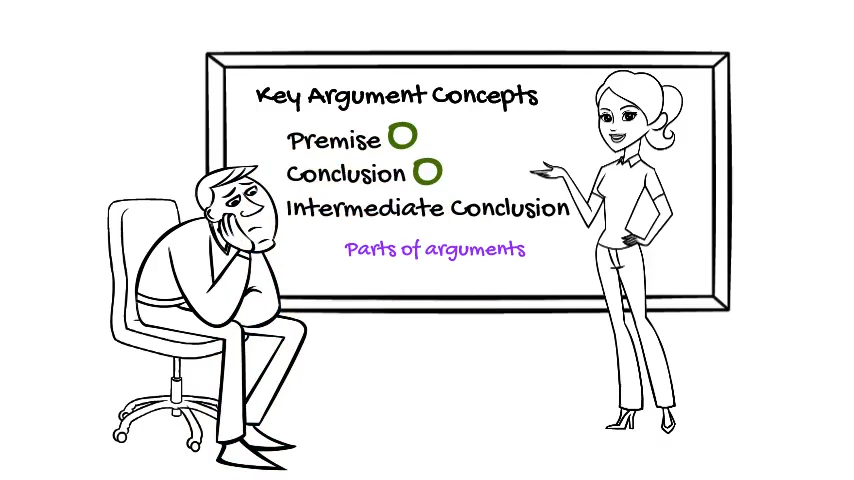 Key Argument Concepts
Premise
Conclusion
Intermediate Conclusion
Parts of arguments